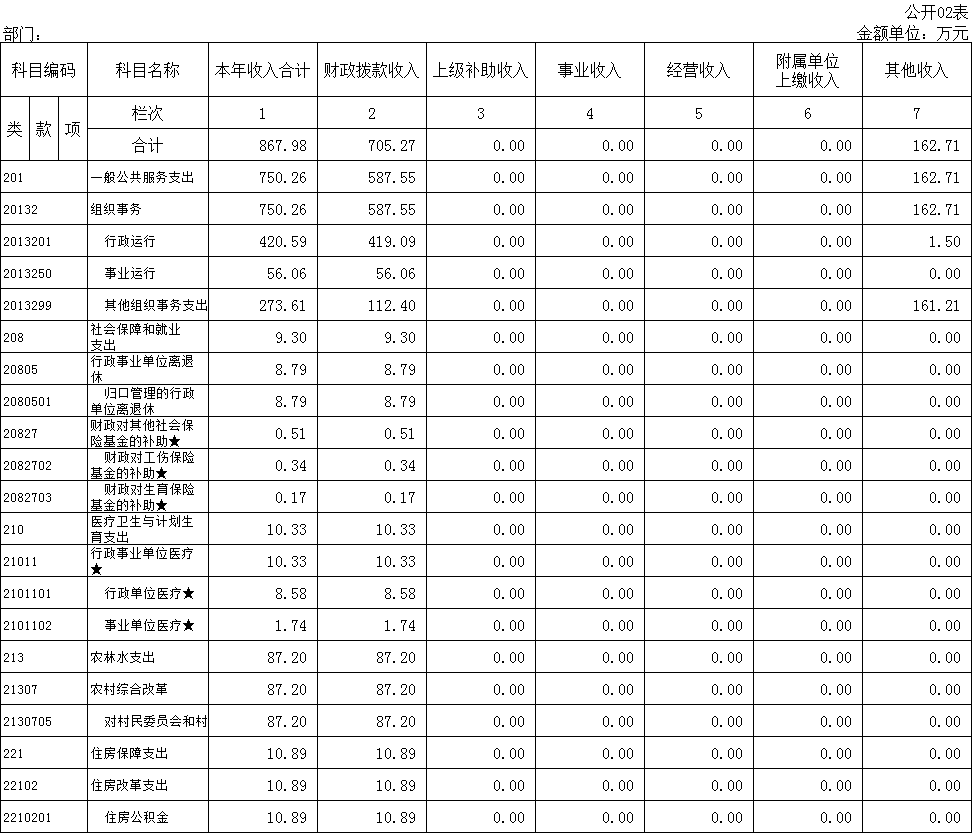 公开02表
部门： 金额单位：万元
科目编码 科目名称 本年收入合计 财政拨款收入 上级补助收入 事业收入 经营收入 附属单位上缴收入 其他收入
类 款 项 栏次 1 2 3 4 5 6 7
合计 867.98 705.27 0.00 0.00 0.00 0.00 162.71
201 一般公共服务支出 750.26 587.55 0.00 0.00 0.00 0.00 162.71
20132 组织事务 750.26 587.55 0.00 0.00 0.00 0.00 162.71
2013201 行政运行 420.59 419.09 0.00 0.00 0.00 0.00 1.50
2013250 事业运行 56.06 56.06 0.00 0.00 0.00 0.00 0.00
2013299 其他组织事务支出 273.61 112.40 0.00 0.00 0.00 0.00 161.21
208 社会保障和就业支出 9.30 9.30 0.00 0.00 0.00 0.00 0.00
20805 行政事业单位离退休 8.79 8.79 0.00 0.00 0.00 0.00 0.00
2080501 归口管理的行政单位离退休 8.79 8.79 0.00 0.00 0.00 0.00 0.00
20827 财政对其他社会保险基金的补助★ 0.51 0.51 0.00 0.00 0.00 0.00 0.00
2082702 财政对工伤保险基金的补助★ 0.34 0.34 0.00 0.00 0.00 0.00 0.00
2082703 财政对生育保险基金的补助★ 0.17 0.17 0.00 0.00 0.00 0.00 0.00
210 医疗卫生与计划生育支出 10.33 10.33 0.00 0.00 0.00 0.00 0.00
21011 行政事业单位医疗★ 10.33 10.33 0.00 0.00 0.00 0.00 0.00
2101101 行政单位医疗★ 8.58 8.58 0.00 0.00 0.00 0.00 0.00
2101102 事业单位医疗★ 1.74 1.74 0.00 0.00 0.00 0.00 0.00
213 农林水支出 87.20 87.20 0.00 0.00 0.00 0.00 0.00
21307 农村综合改革 87.20 87.20 0.00 0.00 0.00 0.00 0.00
2130705 对村民委员会和村 87.20 87.20 0.00 0.00 0.00 0.00 0.00
221 住房保障支出 10.89 10.89 0.00 0.00 0.00 0.00 0.00
22102 住房改革支出 10.89 10.89 0.00 0.00 0.00 0.00 0.00
2210201 住房公积金 10.89 10.89 0.00 0.00 0.00 0.00 0.00